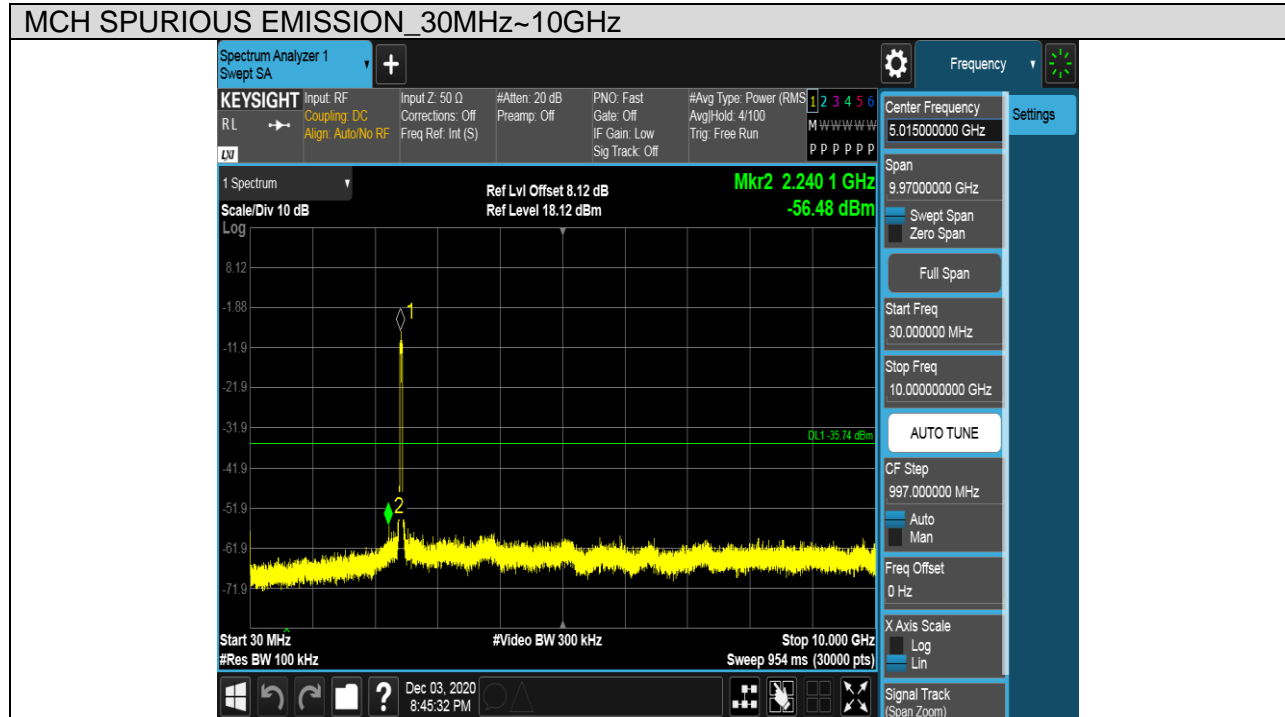 MCH SPURIOUS EMISSION_30MHz~10GHz
Spectrum Analyzer 1
Swept SA
+
Frequency
KEYSIGHT
RL
LXI
Input: RF
Coupling: DC
Align: Auto/No RF
Input Z: 50 Ω
Corrections: Off
Freq Ref: Int (S)
#Atten: 20 dB
Preamp: Off
PNO: Fast
Gate: Off
IF Gain: Low
Sig Track: Off
#Avg Type: Power (RMS
Avg|Hold: 4/100
Trig: Free Run
1 2 3 4 5 6
M W W W W W
P P P P P P
1 Spectrum
Scale/Div 10 dB
Log
Ref Lvl Offset 8.12 dB
Ref Level 18.12 dBm
Mkr2 2.240 1 GHz
-56.48 dBm
8.12
-1.88
-11.9
-21.9
-31.9
-41.9
-51.9
-61.9
-71.9
1
2
DL1 -35.74 dBm
Start 30 MHz
#Res BW 100 kHz
#Video BW 300 kHz
Stop 10.000 GHz
Sweep 954 ms (30000 pts)
?
Dec 03, 2020
8:45:32 PM
Center Frequency
5.015000000 GHz
Settings
Span
9.97000000 GHz
Swept Span
Zero Span
Full Span
Start Freq
30.000000 MHz
Stop Freq
10.000000000 GHz
AUTO TUNE
CF Step
997.000000 MHz
Auto
Man
Freq Offset
0 Hz
X Axis Scale
Log
Lin
Signal Track
(Span Zoom)